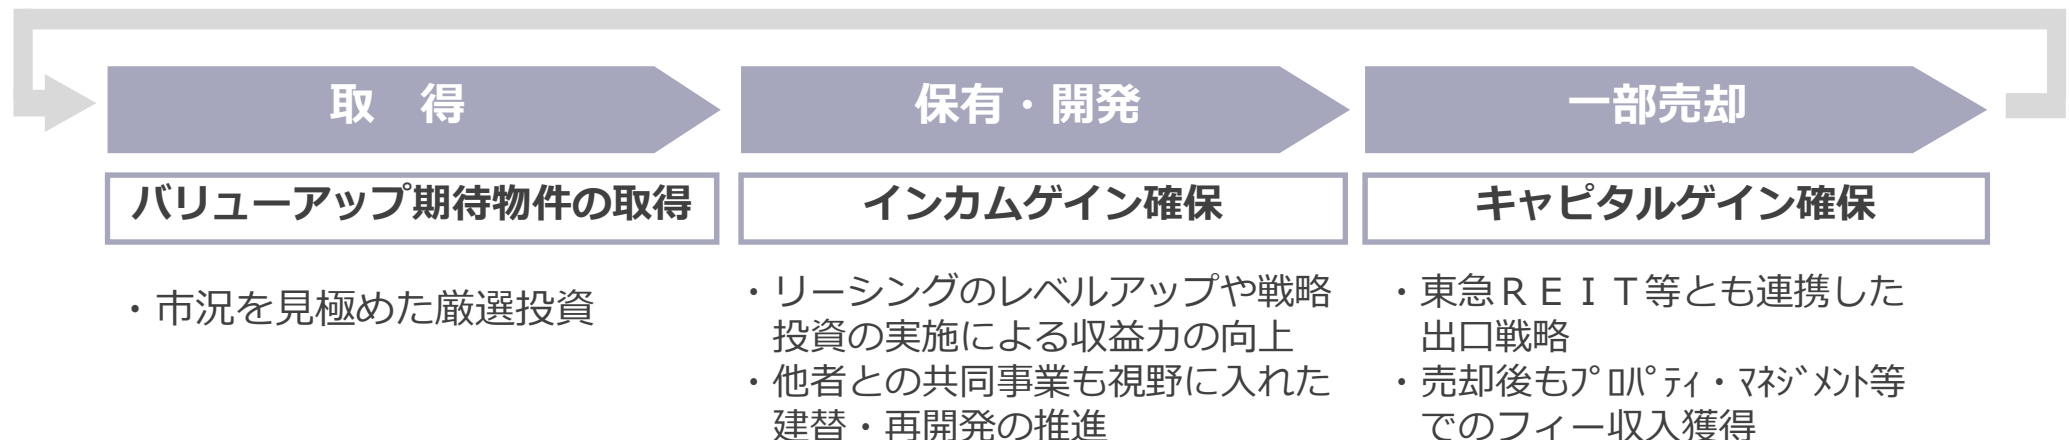 取　得
バリューアップ期待物件の取得
・市況を見極めた厳選投資
保有・開発
インカムゲイン確保
・リーシングのレベルアップや戦略
投資の実施による収益力の向上
・他者との共同事業も視野に入れた
建替・再開発の推進
一部売却
キャピタルゲイン確保
・東急ＲＥＩＴ等とも連携した
出口戦略
・売却後もﾌﾟﾛﾊﾟﾃｨ・ﾏﾈｼﾞﾒﾝﾄ等
でのフィー収入獲得